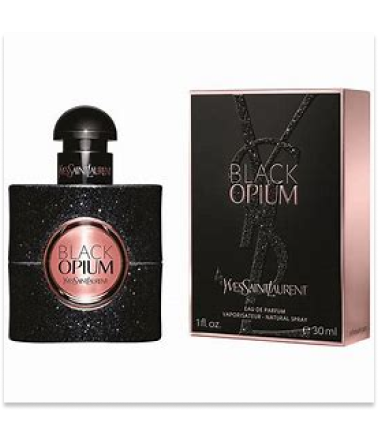 YVESSAINTLAURENT
BLACK
OPIUM
BLACK
OPIUM
YVESSAINTLAURENT
EAU DE PARFUM
VAPORISATEUR - NATURAL SPRAY
1 fl. oz. e 30 ml